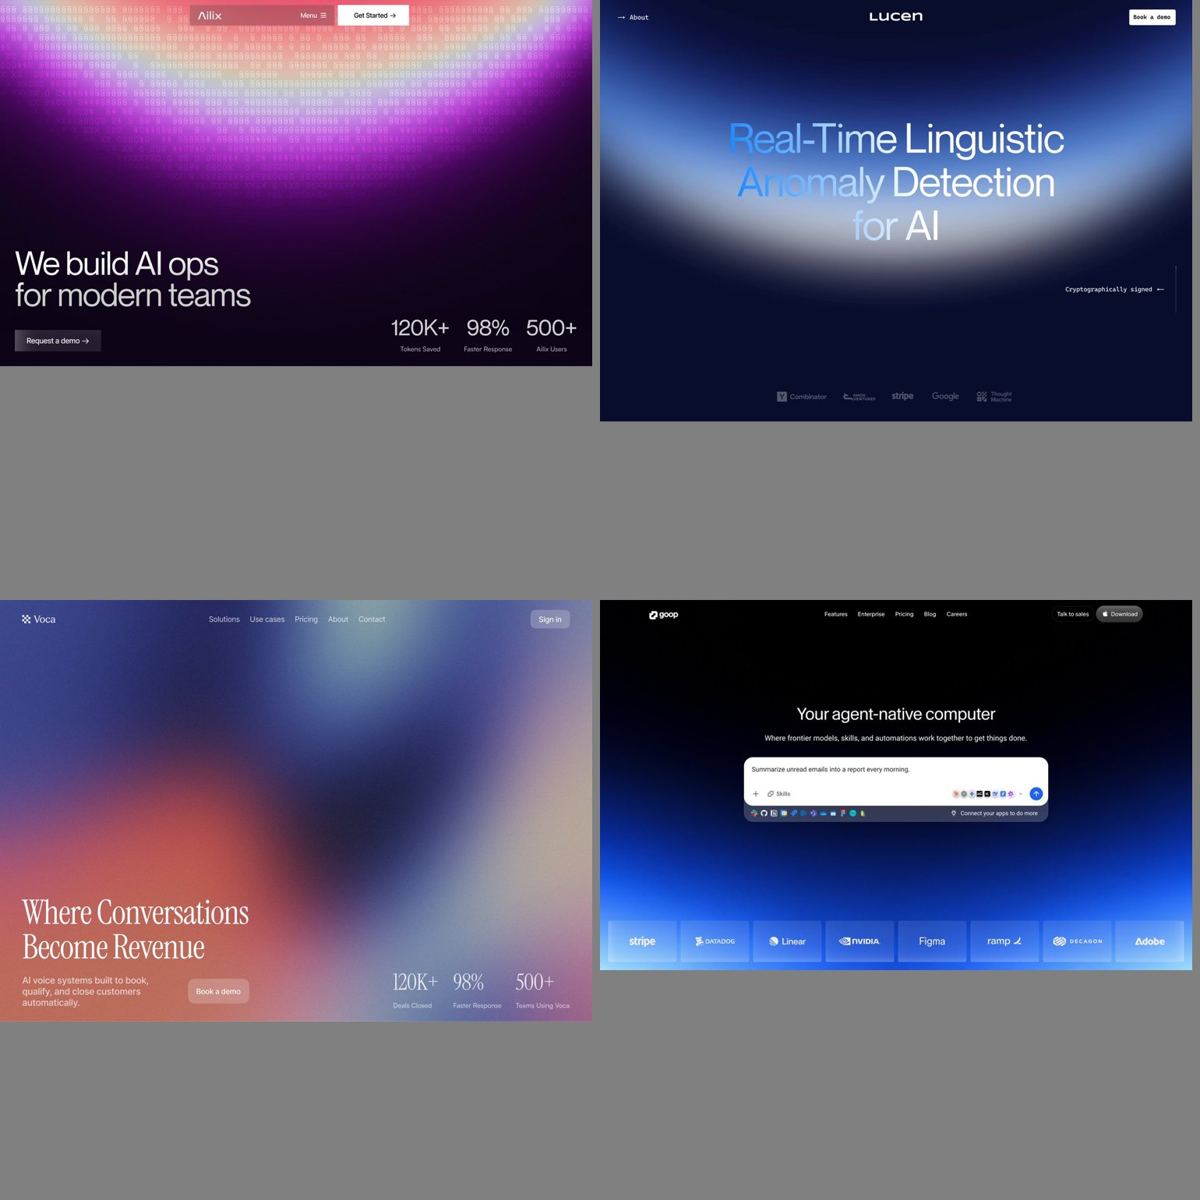 Ailix
Menu
Get Started →
We build AI ops
for modern teams
Request a demo →
120K+ 98% 500+
Tokens Saved Faster Response Ailix Users
→ About
Lucen
Book a demo
Real-Time Linguistic
Anomaly Detection
for AI
Cryptographically signed ←
Y Combinator
stripe
Google
Thought
Machine
Voca
Solutions Use cases Pricing About Contact
Sign in
Where Conversations
Become Revenue
AI voice systems built to book,
qualify, and close customers
automatically.
Book a demo
120K+ 98% 500+
Deals Closed Faster Response Teams Using Voca
goop
Features Enterprise Pricing Blog Careers
Talk to sales
Download
Your agent-native computer
Where frontier models, skills, and automations work together to get things done.
Summarize unread emails into a report every morning.
Skills
Connect your apps to do more
stripe DATADOG Linear NVIDIA Figma ramp DECAGON Adobe